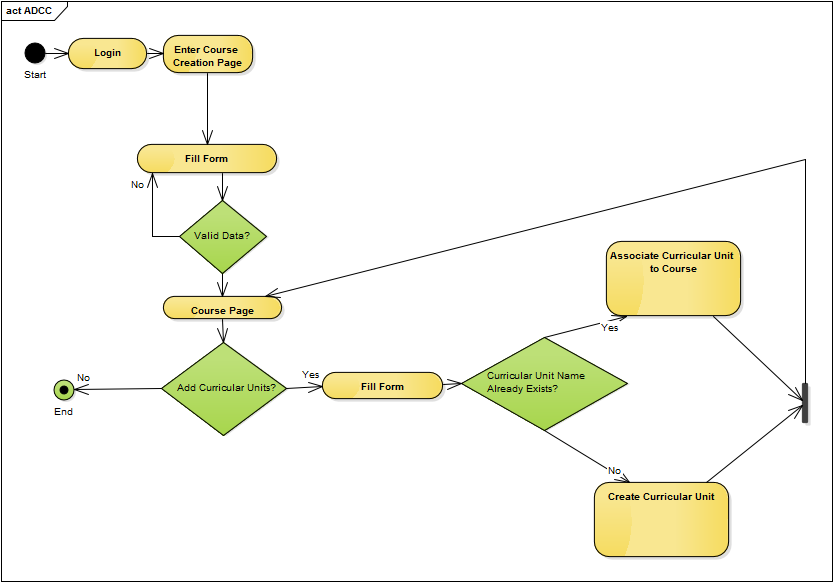 act ADCC
Start
Login
Enter Course
Creation Page
Fill Form
No
Valid Data?
Course Page
Add Curricular Units?
No
End
Yes
Fill Form
Curricular Unit Name
Already Exists?
Yes
Associate Curricular Unit
to Course
No
Create Curricular Unit